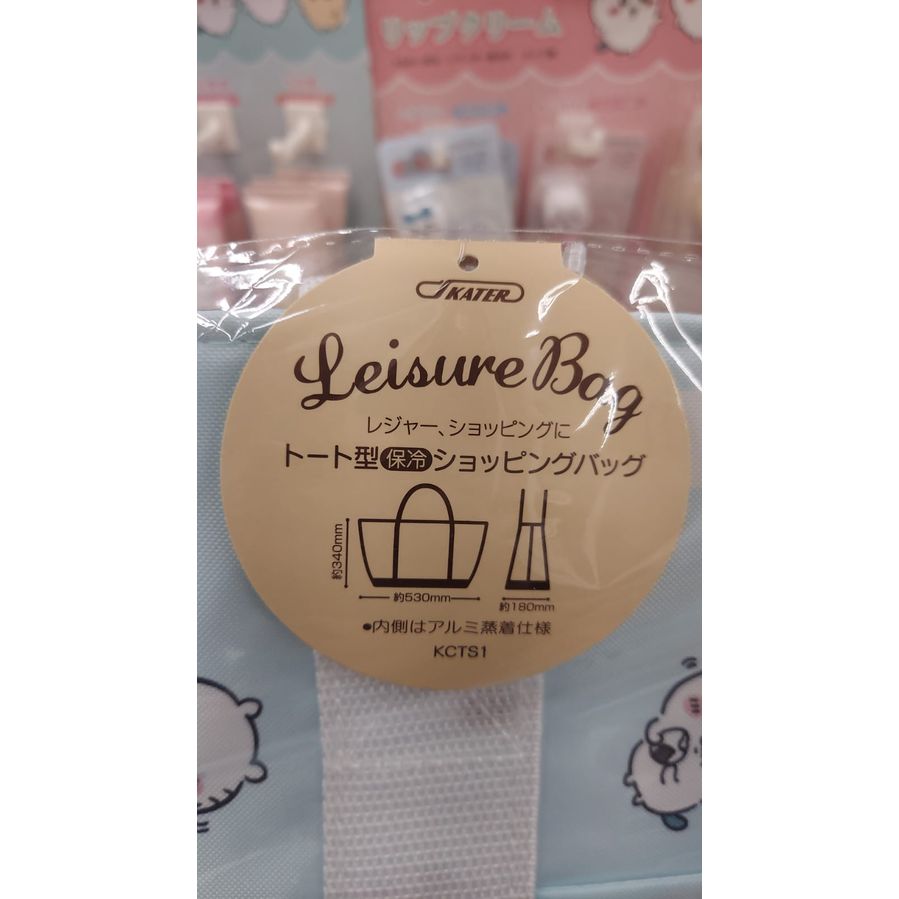 リップクリーム
SKATER
Leisure Bag
レジャー、ショッピングに
トート型保冷ショッピングバッグ
約340mm
約530mm
約180mm
●内側はアルミ蒸着仕様
KCTS1